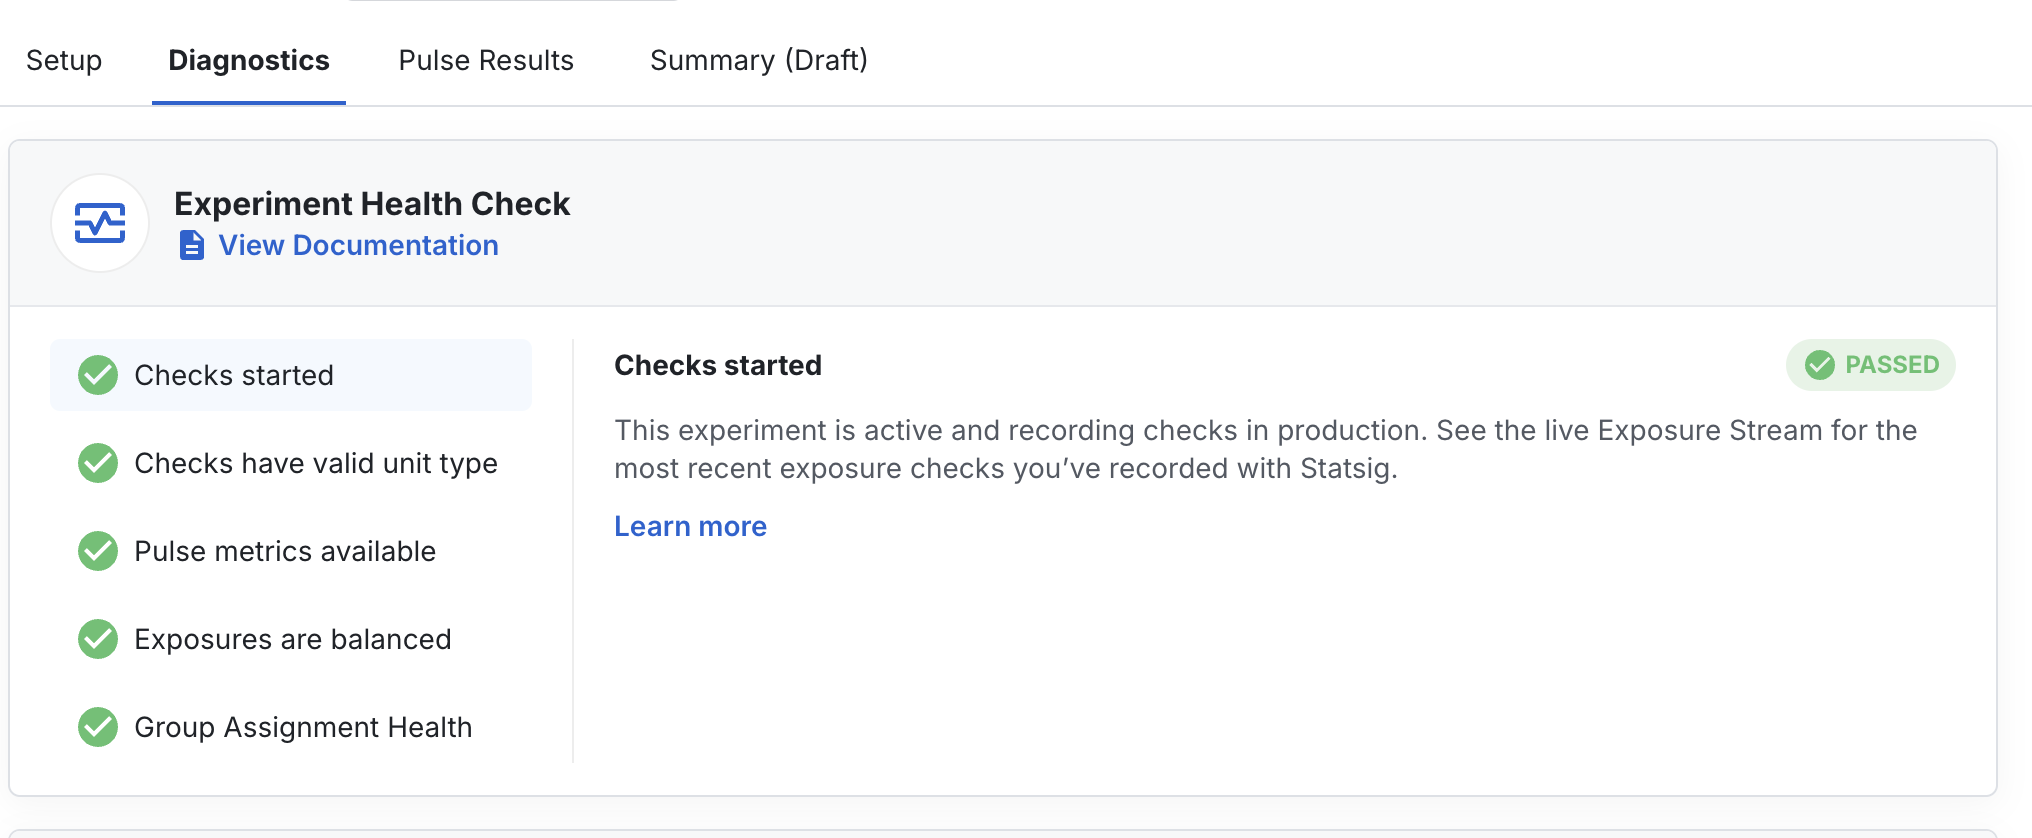 Setup Diagnostics Pulse Results Summary (Draft)
Experiment Health Check
View Documentation
Checks started
Checks have valid unit type
Pulse metrics available
Exposures are balanced
Group Assignment Health
Checks started
PASSED
This experiment is active and recording checks in production. See the live Exposure Stream for the
most recent exposure checks you’ve recorded with Statsig.
Learn more